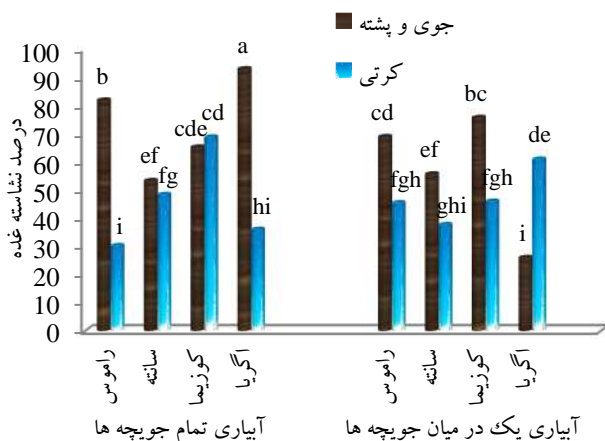 جوی و پشته
کرتی
درصد نشاسته غده
100
90
80
70
60
50
40
30
20
10
0
b
i
ef
fg
cde
cd
a
hi
cd
fgh
ef
ghi
bc
fgh
i
de
راموس
سانته
کوزیما
اگریا
راموس
سانته
کوزیما
اگریا
آبیاری تمام جویچه ها
آبیاری یک در میان جویچه ها